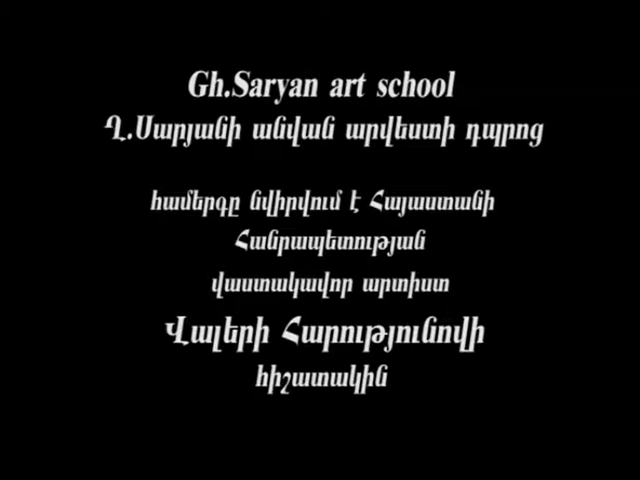 Gh.Saryan art school
Ղ.Սարյանի անվան արվեստի դպրոց
համերգը նվիրվում է Հայաստանի
Հանրապետության
վաստակավոր արտիստ
Վալերի Հարությունովի
հիշատակին